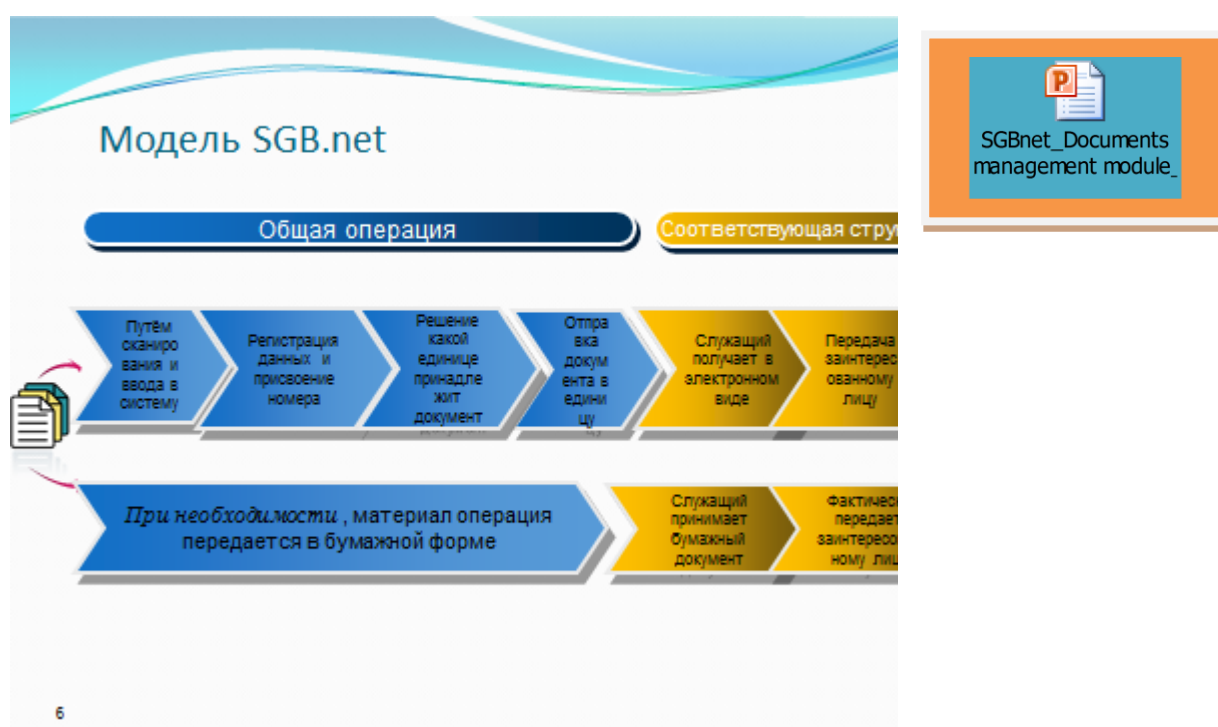 Модель SGB.net
SGBnet_Documents
management module_
Общая операция
Соответствующая стру
Путём
сканиро
вания и
ввода в
систему
Регистрация
данных и
присвоение
номера
Решение
какой
единице
принадле
жит
документ
Отпра
вка
докум
ента в
едини
цу
Служащий
получает в
электронном
виде
Передача
заинтерес
ованному
лицу
При необходимости , материал операция
передается в бумажной форме
Служащий
принимает
бумажный
документ
Фактическ
передает
заинтересо
ному лиц
6